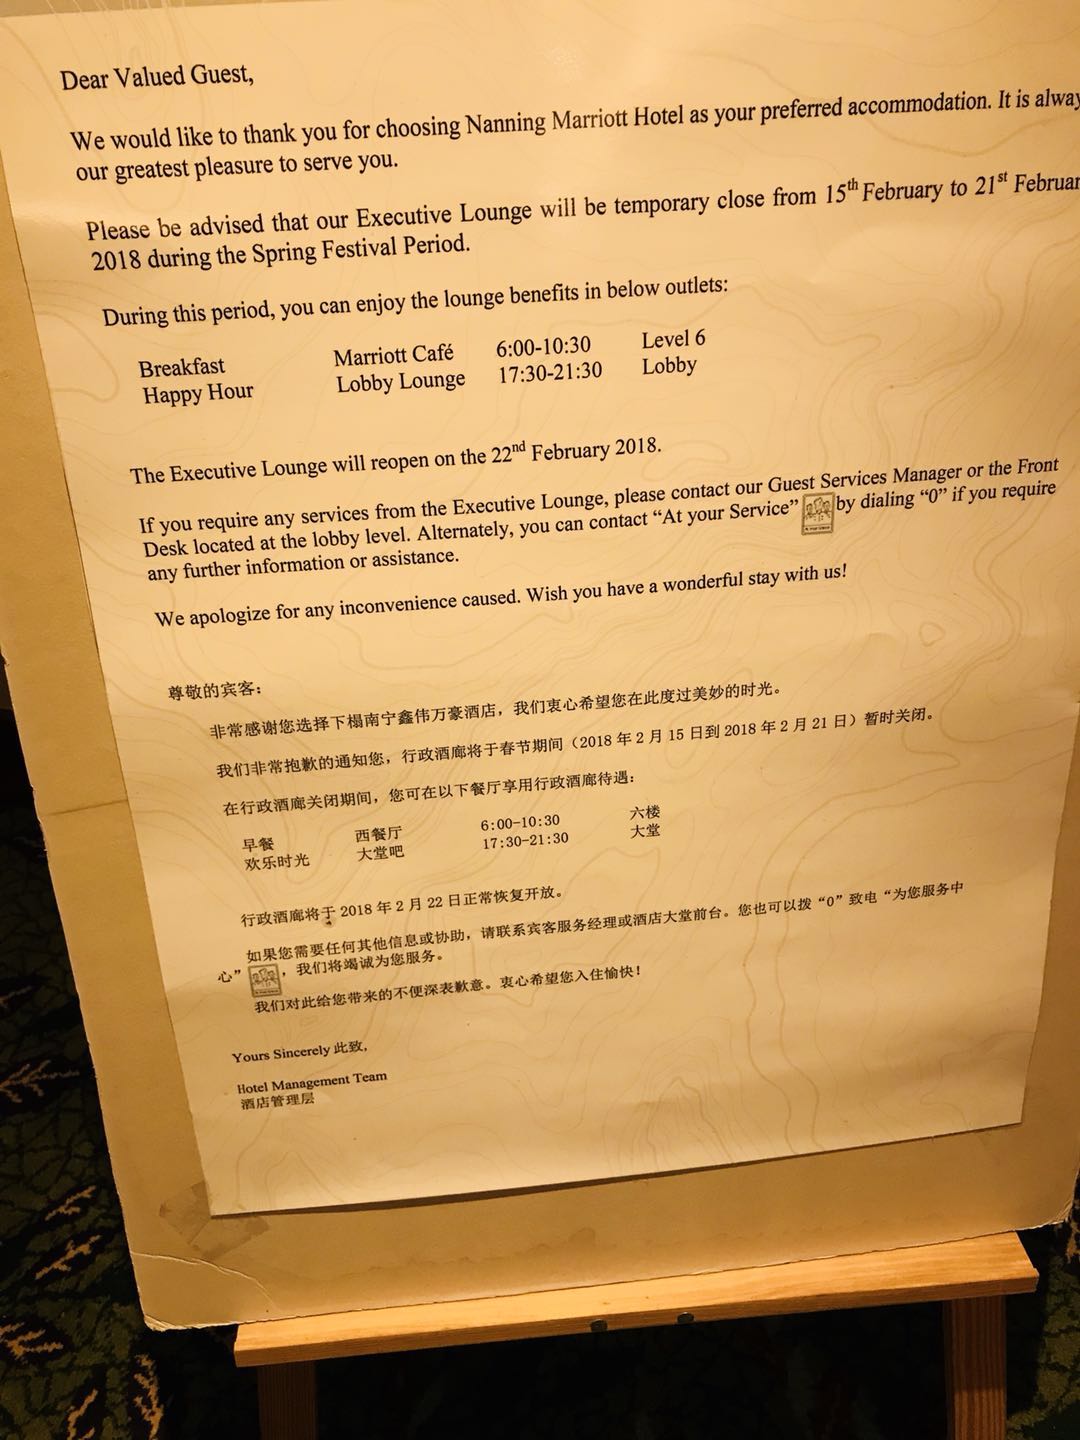 Dear Valued Guest,
We would like to thank you for choosing Nanning Marriott Hotel as your preferred accommodation. It is
our greatest pleasure to serve you.
Please be advised that our Executive Lounge will be temporary close from 15th February to 21st
2018 during the Spring Festival Period.
During this period, you can enjoy the lounge benefits in below outlets:
Breakfast Marriott Café 6:00-10:30 Level 6
Happy Hour Lobby Lounge 17:30-21:30 Lobby
The Executive Lounge will reopen on the 22nd February 2018.
If you require any services from the Executive Lounge, please contact our Guest Services Manager or the Front
Desk located at the lobby level. Alternately, you can contact “At your Service” by dialing “0” if you require
any further information or assistance.
We apologize for any inconvenience caused. Wish you have a wonderful stay with us!
尊敬的宾客：
非常感谢您选择下榻南宁鑫伟万豪酒店，我们衷心希望您在此度过美妙的时光。
我们非常抱歉的通知您，行政酒廊将于春节期间（2018 年 2 月 15 日到 2018 年 2 月 21 日）暂时关闭。
在行政酒廊关闭期间，您可在以下餐厅享用行政酒廊待遇：
早餐 西餐厅 6:00-10:30 六楼
欢乐时光 大堂吧 17:30-21:30 大堂
行政酒廊将于 2018 年 2 月 22 日正常恢复开放。
如果您需要任何其他信息或协助，请联系宾客服务经理或酒店大堂前台。您也可以拨 “0” 致电 “为您服务中
心” ，我们将竭诚为您服务。
我们对此给您带来的不便深表歉意。衷心希望您入住愉快！
Yours Sincerely 此致,
Hotel Management Team
酒店管理层